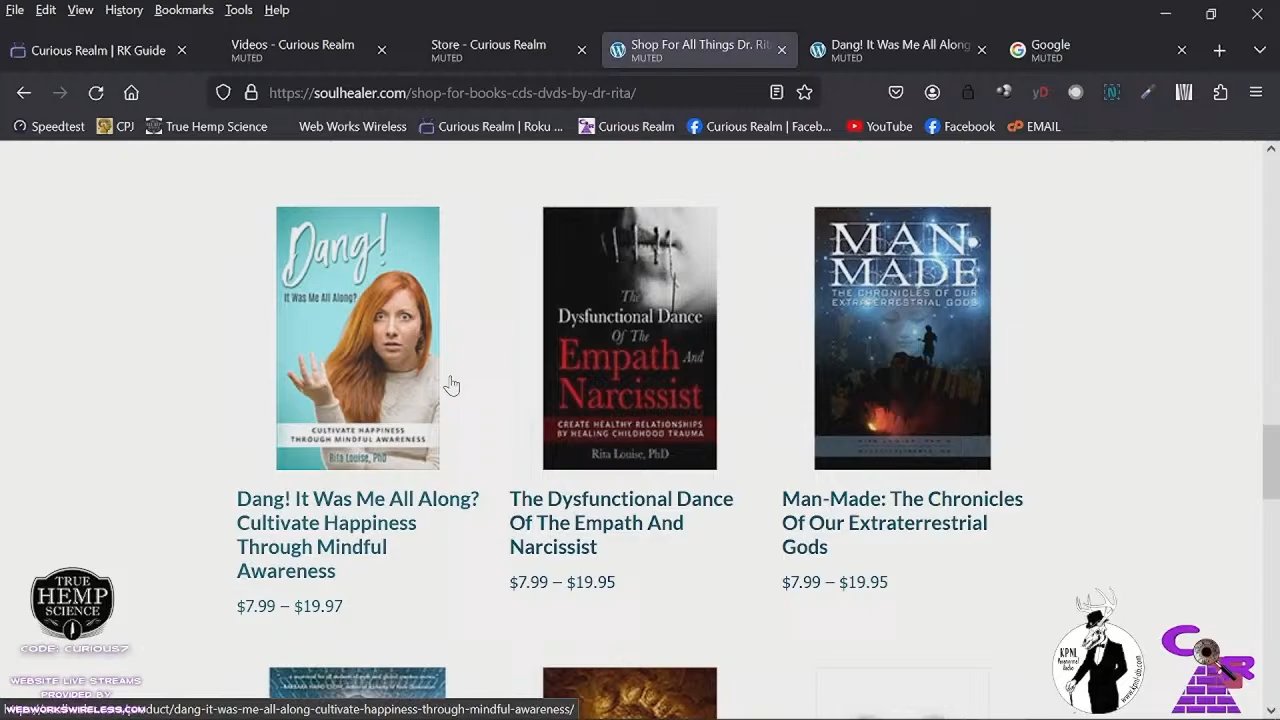 File Edit View History Bookmarks Tools Help
Curious Realm | RK Guide
Videos - Curious Realm
MUTED
Store - Curious Realm
MUTED
Shop For All Things Dr. Rit
MUTED
Dang! It Was Me All Along
MUTED
Google
MUTED
https://soulhealer.com/shop-for-books-cds-dvds-by-dr-rita/
Speedtest CPJ True Hemp Science Web Works Wireless Curious Realm | Roku ... Curious Realm Curious Realm | Faceb... YouTube Facebook EMAIL
Dang!
It Was Me All Along?
CULTIVATE HAPPINESS
THROUGH MINDFUL AWARENESS
Rita Louise, PhD
The
Dysfunctional Dance
Of The
Empath And
Narcissist
CREATE HEALTHY RELATIONSHIPS
BY HEALING CHILDHOOD TRAUMA
Rita Louise, PhD
MAN-
MADE
THE CHRONICLES OF OUR
EXTRATERRESTRIAL GODS
Dang! It Was Me All Along?
Cultivate Happiness
Through Mindful
Awareness
$7.99 – $19.97
The Dysfunctional Dance
Of The Empath And
Narcissist
$7.99 – $19.95
Man-Made: The Chronicles
Of Our Extraterrestrial
Gods
$7.99 – $19.95
TRUE
HEMP
SCIENCE
CODE: CURIOUS7
WEBSITE LIVE STREAMS
PROVIDED BY
WEBWORKSWIRELESS.COM
duct/dang-it-was-me-all-along-cultivate-happiness-through-mindful-awareness/
KPNL
CR